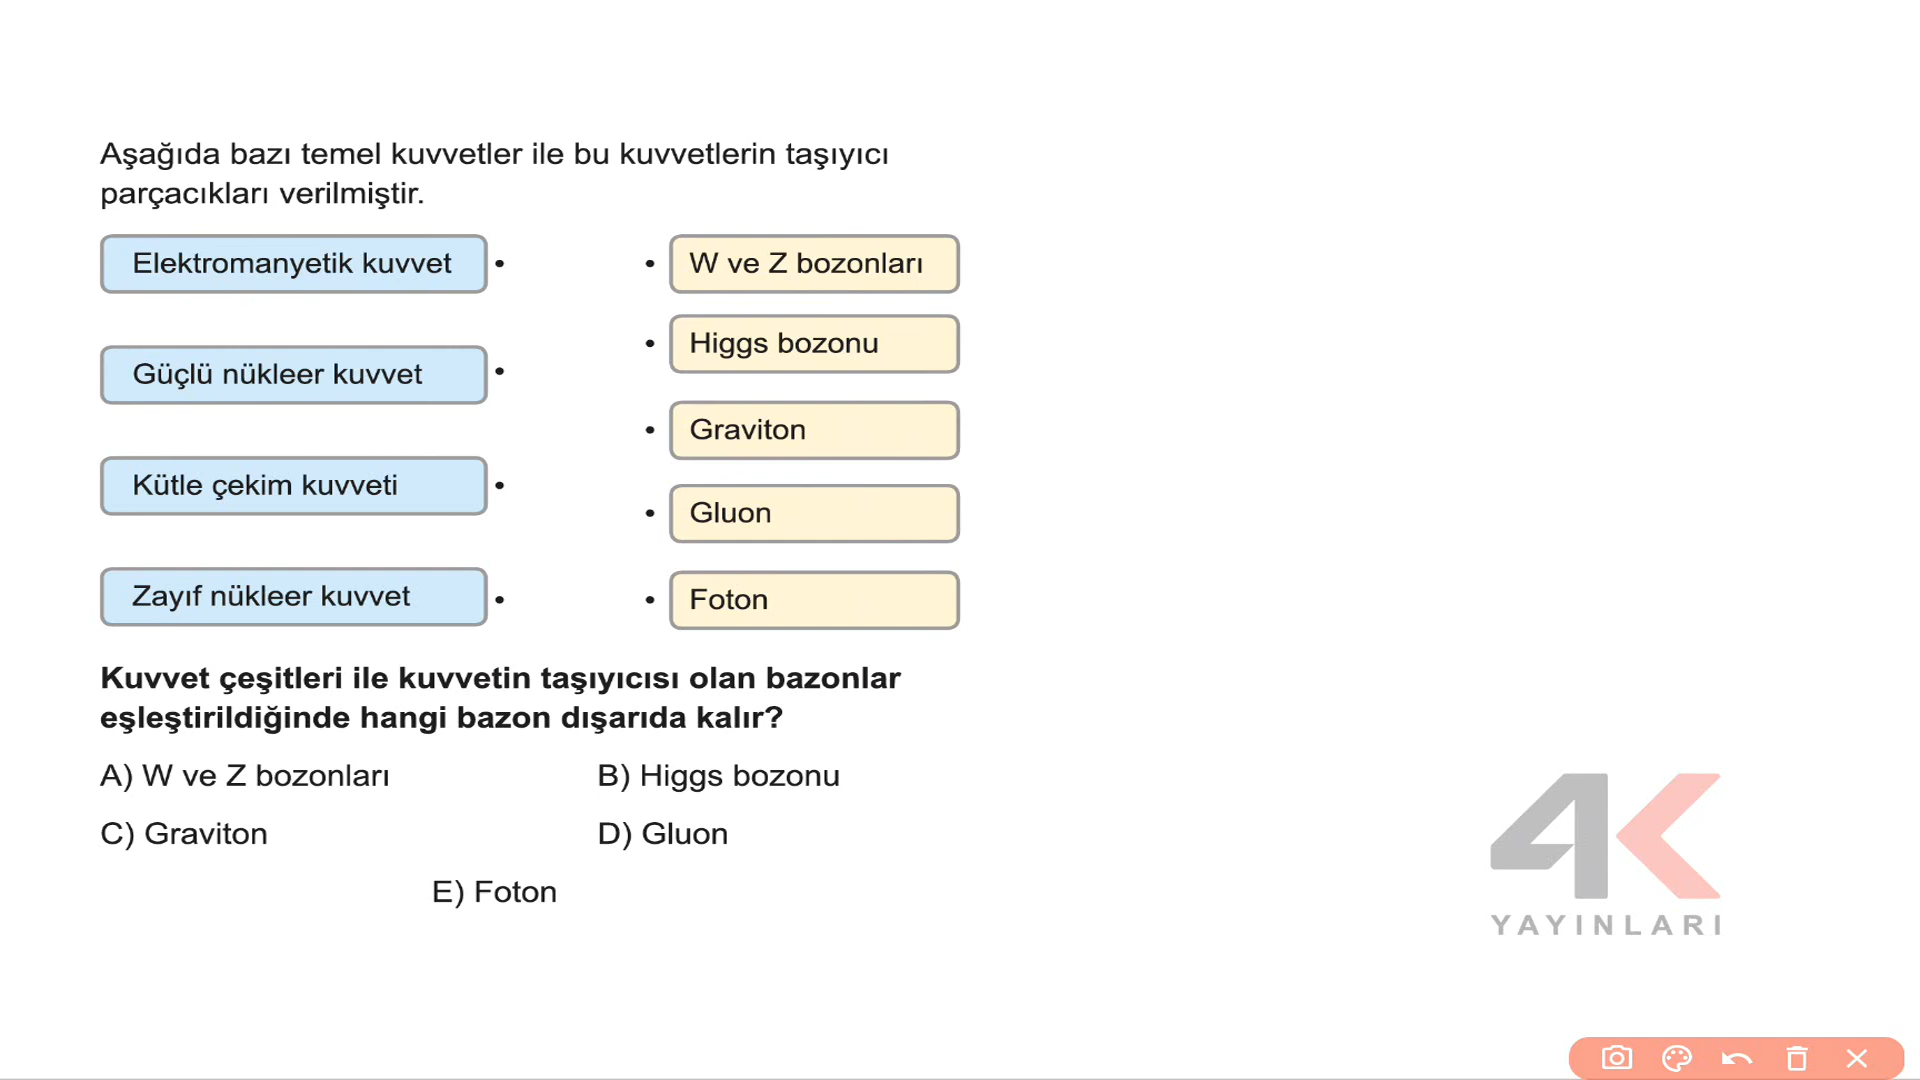 Aşağıda bazı temel kuvvetler ile bu kuvvetlerin taşıyıcı
parçacıkları verilmiştir.
Elektromanyetik kuvvet
Güçlü nükleer kuvvet
Kütle çekim kuvveti
Zayıf nükleer kuvvet
W ve Z bozonları
Higgs bozonu
Graviton
Gluon
Foton
Kuvvet çeşitleri ile kuvvetin taşıyıcısı olan bazonlar
eşleştirildiğinde hangi bazon dışarıda kalır?
A) W ve Z bozonları
B) Higgs bozonu
C) Graviton
D) Gluon
E) Foton
4K
YAYINLARI